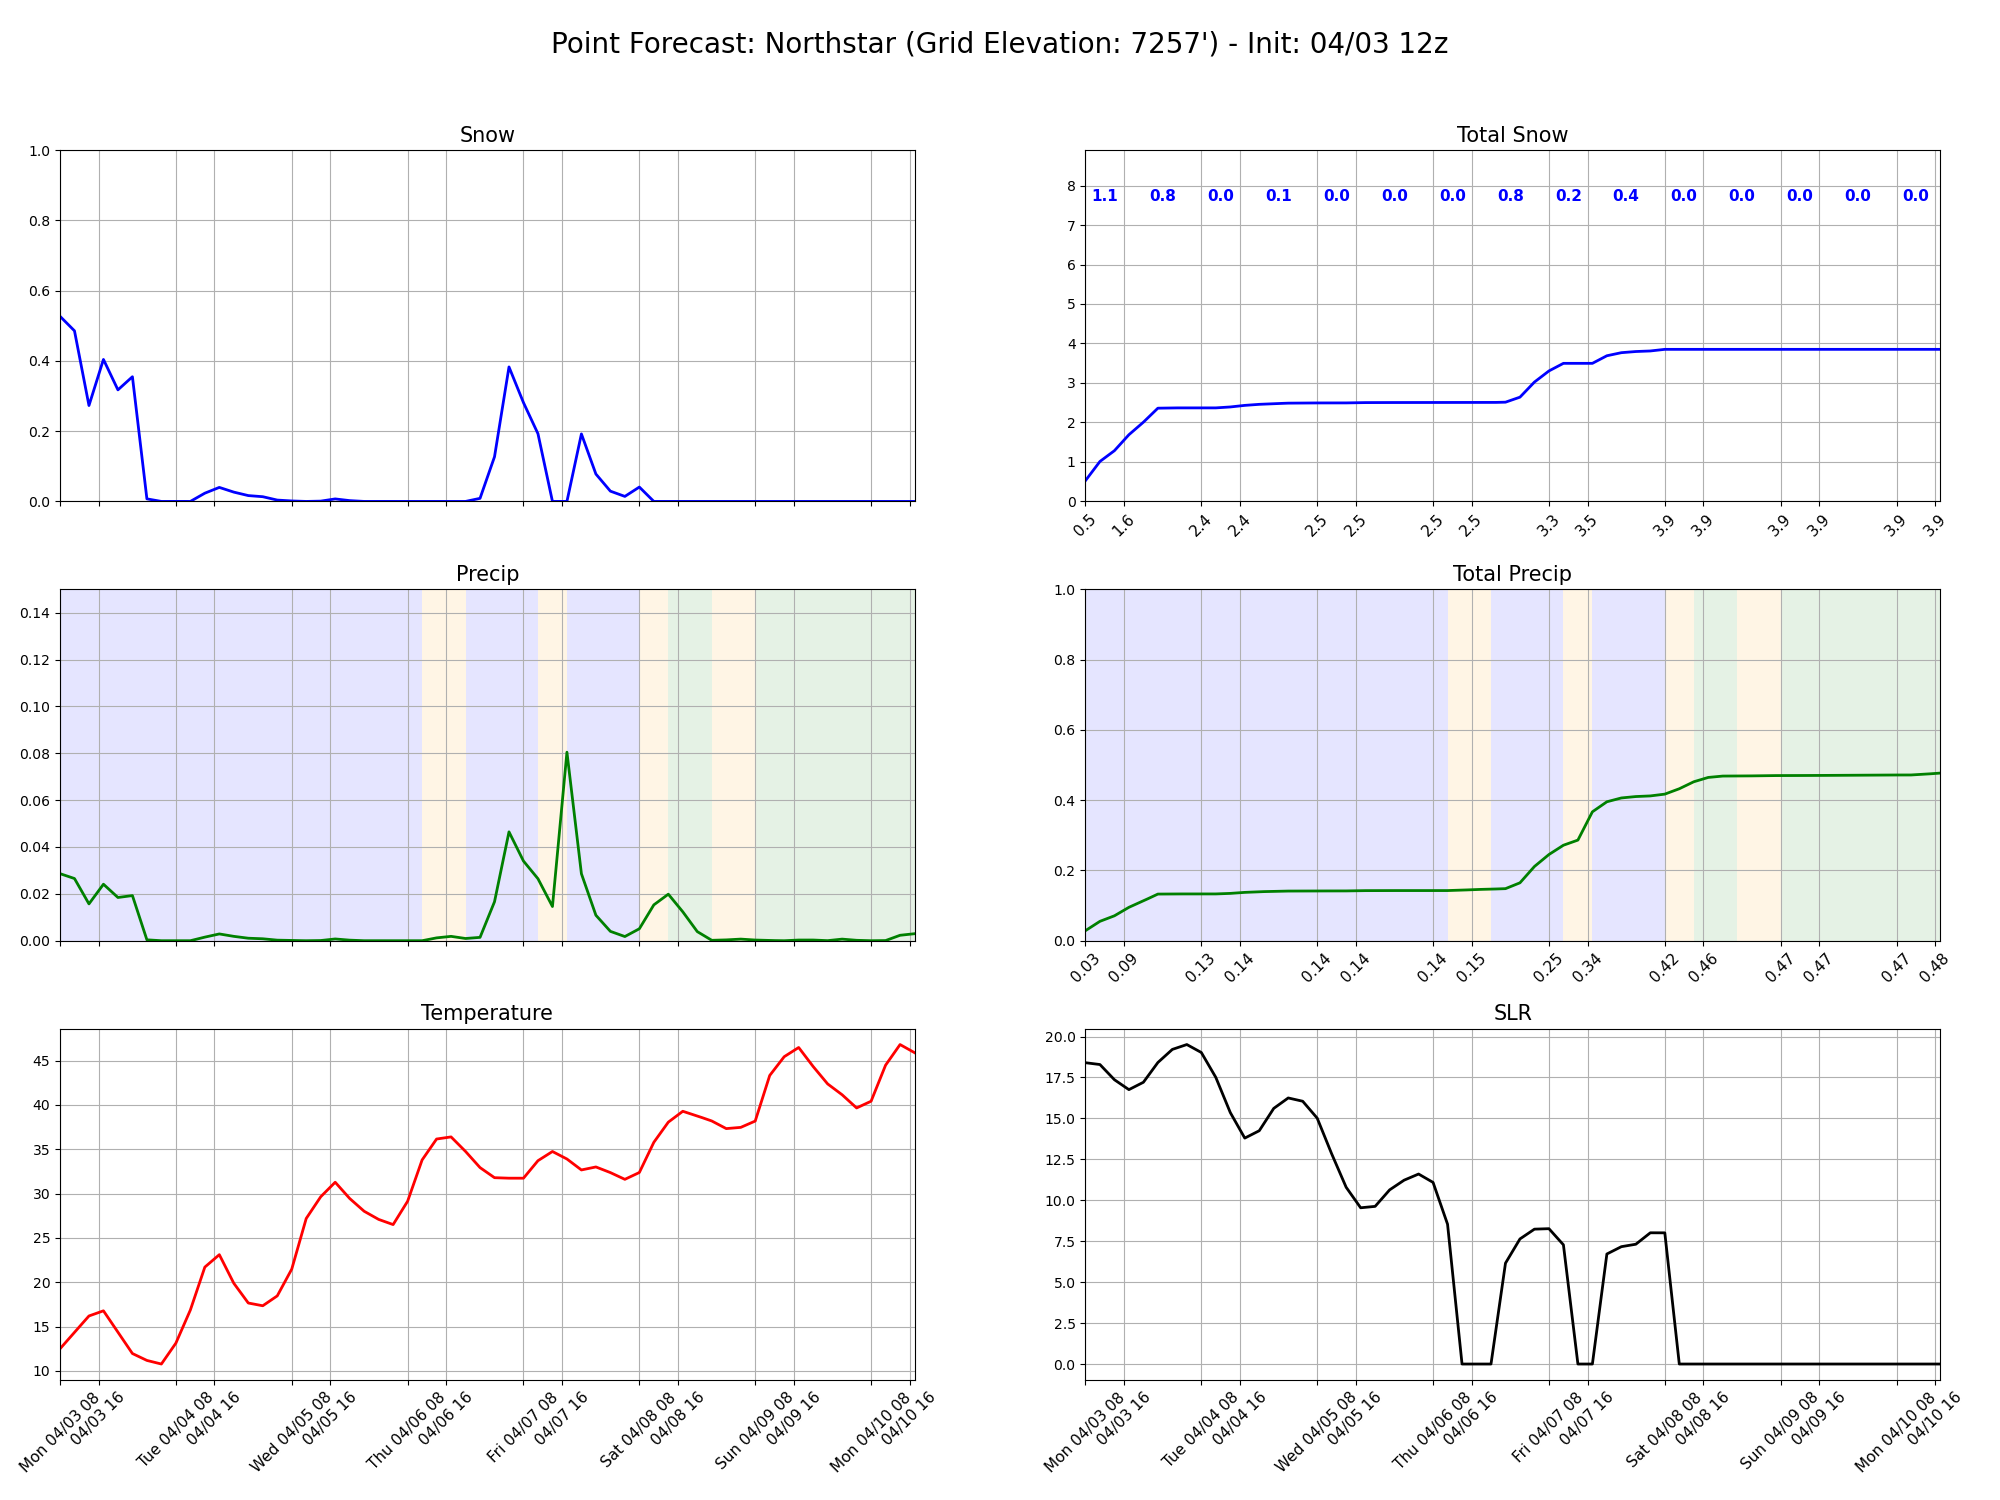 Point Forecast: Northstar (Grid Elevation: 7257') - Init: 04/03 12z
Snow
1.0
0.8
0.6
0.4
0.2
0.0
Total Snow
8
7
6
5
4
3
2
1
0
1.1 0.8 0.0 0.1 0.0 0.0 0.0 0.8 0.2 0.4 0.0 0.0 0.0 0.0 0.0
0.5 1.6 2.4 2.4 2.5 2.5 2.5 2.5 3.3 3.5 3.9 3.9 3.9 3.9 3.9 3.9
Precip
0.14
0.12
0.10
0.08
0.06
0.04
0.02
0.00
Total Precip
1.0
0.8
0.6
0.4
0.2
0.0
0.03 0.09 0.13 0.14 0.14 0.14 0.14 0.15 0.25 0.34 0.42 0.46 0.47 0.47 0.47 0.48
Temperature
45
40
35
30
25
20
15
10
Mon 04/03 08
04/03 16
Tue 04/04 08
04/04 16
Wed 04/05 08
04/05 16
Thu 04/06 08
04/06 16
Fri 04/07 08
04/07 16
Sat 04/08 08
04/08 16
Sun 04/09 08
04/09 16
Mon 04/10 08
04/10 16
SLR
20.0
17.5
15.0
12.5
10.0
7.5
5.0
2.5
0.0
Mon 04/03 08
04/03 16
Tue 04/04 08
04/04 16
Wed 04/05 08
04/05 16
Thu 04/06 08
04/06 16
Fri 04/07 08
04/07 16
Sat 04/08 08
04/08 16
Sun 04/09 08
04/09 16
Mon 04/10 08
04/10 16